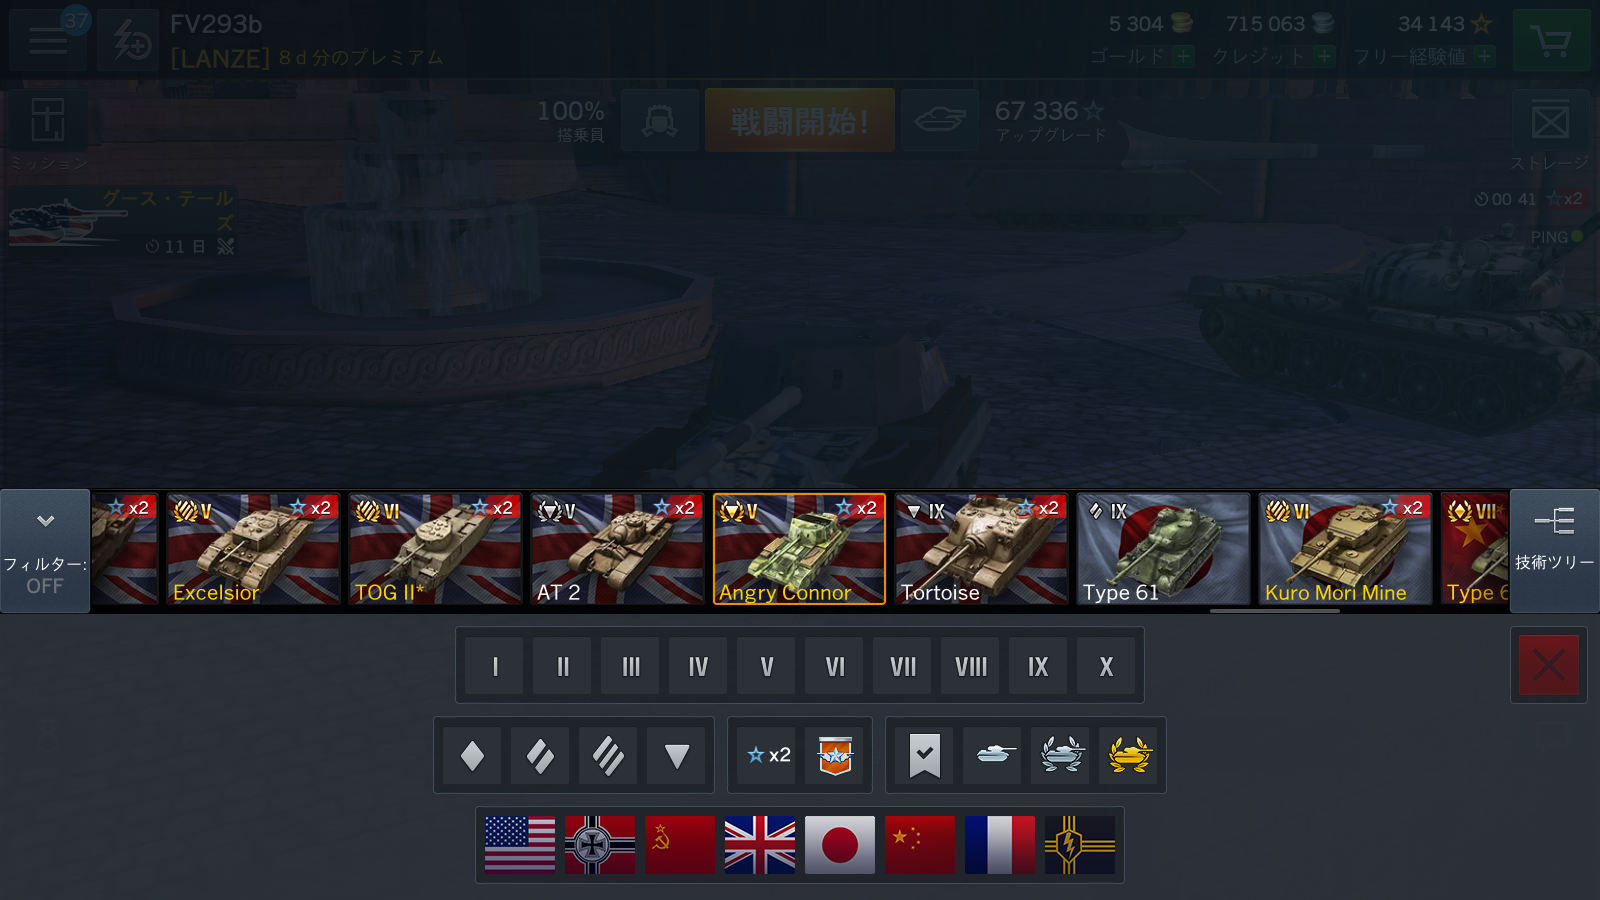 37
FV293b
[LANZE] 8 d 分のプレミアム
5 304
ゴールド +
715 063
クレジット +
34 143
フリー経験値 +
ミッション
100%
搭乗員
戦闘開始!
67 336
アップグレード
ストレージ
グース・テール
ズ
11 日
00 41 x2
PING
フィルター:
OFF
x2
V x2
Excelsior
VI x2
TOG II*
V x2
AT 2
V x2
Angry Connor
IX x2
Tortoise
IX
Type 61
VI x2
Kuro Mori Mine
VII
Type 6
技術ツリー
I II III IV V VI VII VIII IX X
x2